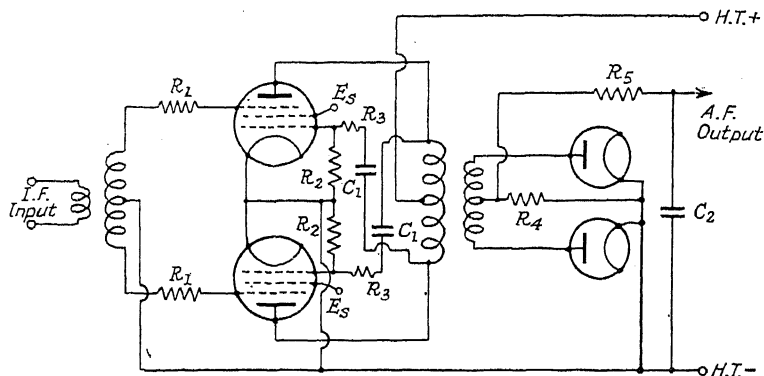 H.T.+
R₁
Eₛ
R₃
R₅
A.F.
Output
I.F.
Input
R₂
C₁
R₂
C₁
R₄
C₂
R₁
R₃
Eₛ
H.T.-